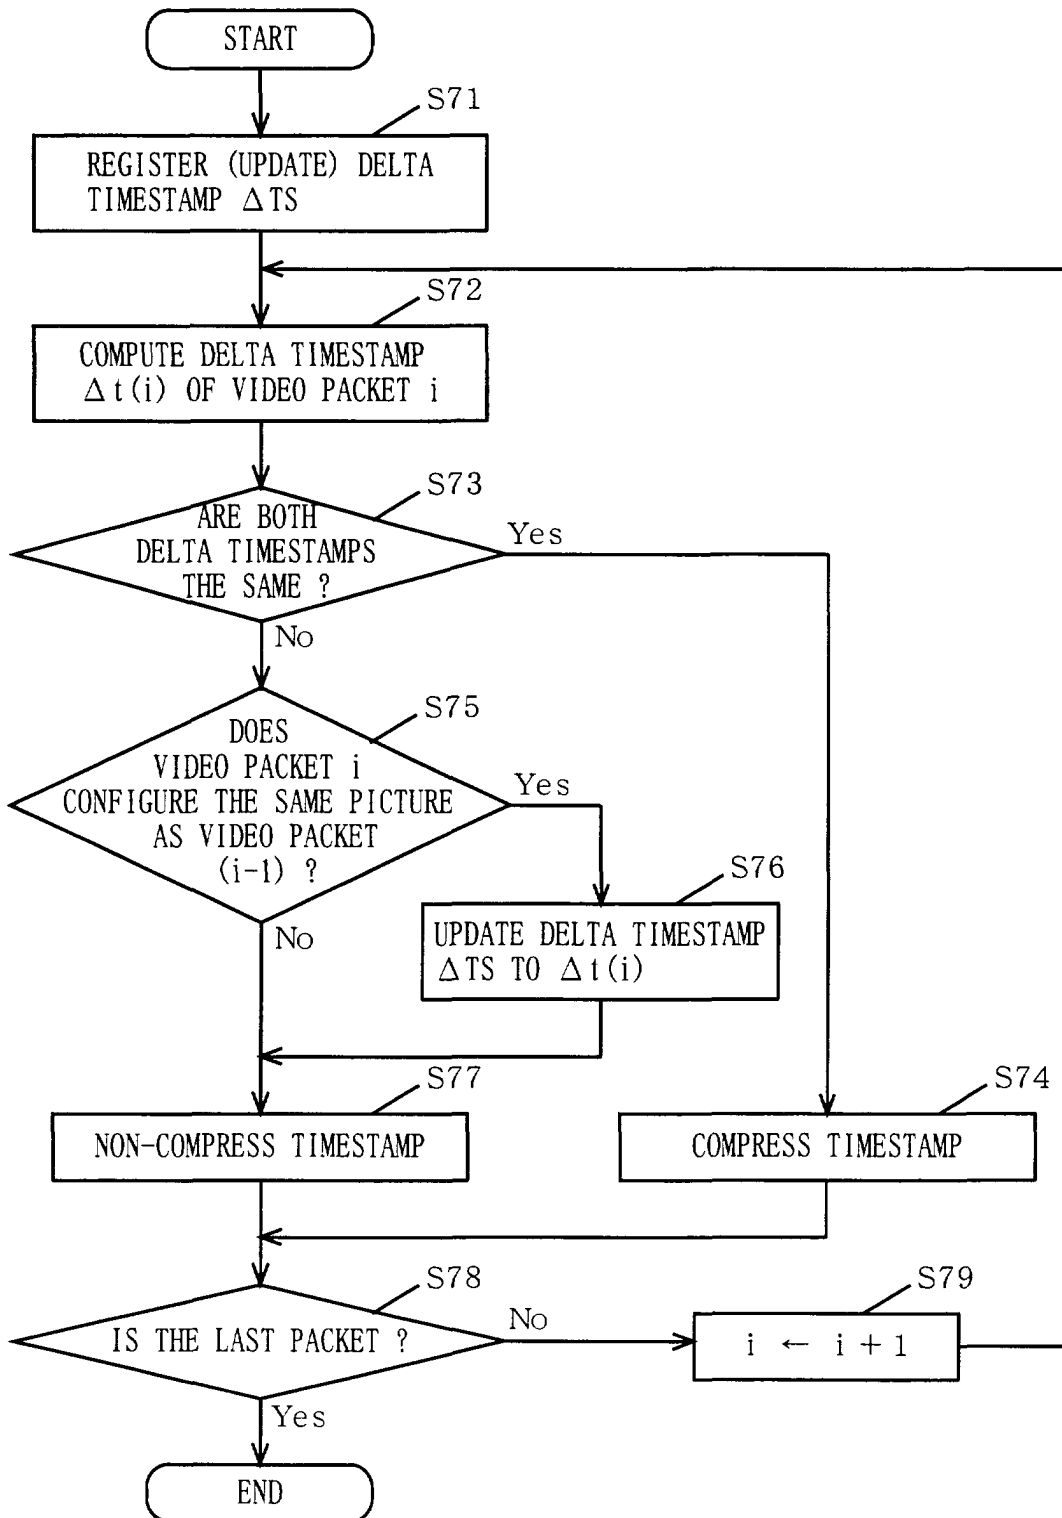 START
S71
REGISTER (UPDATE) DELTA
TIMESTAMP ΔTS
S72
COMPUTE DELTA TIMESTAMP
Δt(i) OF VIDEO PACKET i
S73
ARE BOTH
DELTA TIMESTAMPS
THE SAME ?
Yes
No
S75
DOES
VIDEO PACKET i
CONFIGURE THE SAME PICTURE
AS VIDEO PACKET
(i-1) ?
Yes
No
S76
UPDATE DELTA TIMESTAMP
ΔTS TO Δt(i)
S77
NON-COMPRESS TIMESTAMP
S74
COMPRESS TIMESTAMP
S78
IS THE LAST PACKET ?
No
S79
i ← i+1
Yes
END